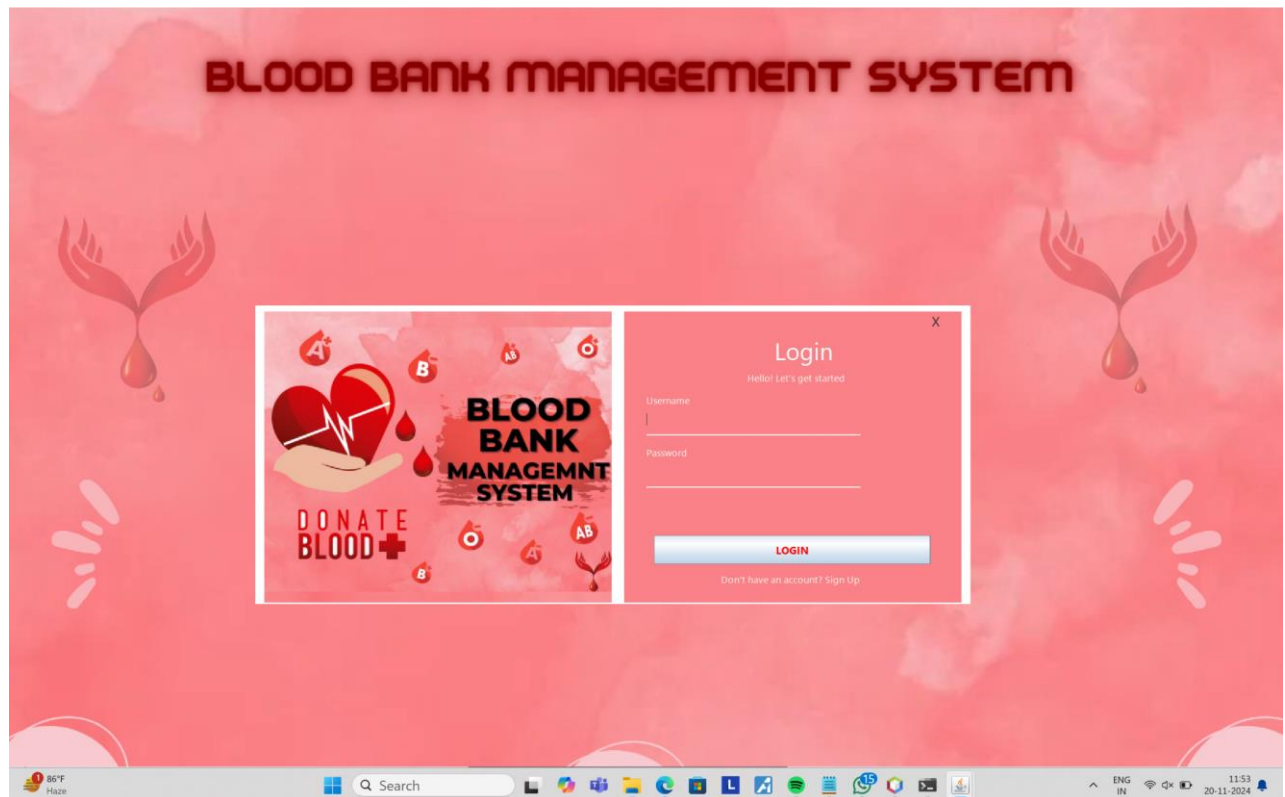 BLOOD BANK MANAGEMENT SYSTEM
A+
B-
AB
O-
BLOOD
BANK
MANAGEMNT
SYSTEM
DONATE
BLOOD
O-
A-
AB-
B-
X
Login
Hello! Let's get started
Username
Password
LOGIN
Don't have an account? Sign Up
1
86°F
Haze
Search
L
15
ENG
IN
11:53
20-11-2024